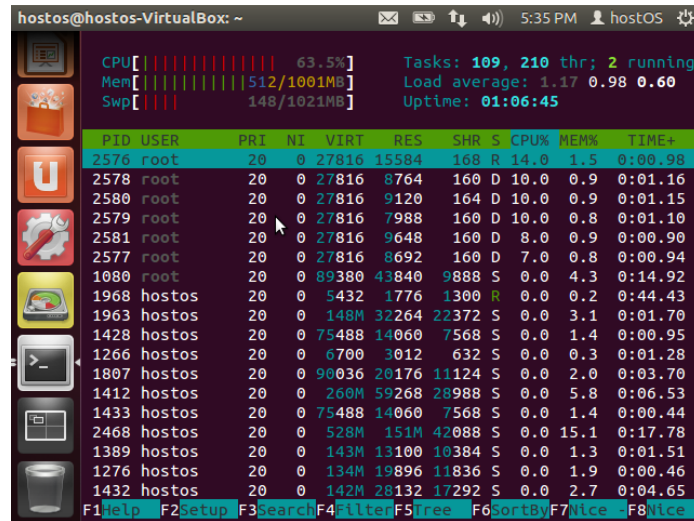 hostos@hostos-VirtualBox: ~ 5:35 PM hostOS
CPU[|||||||||||||| 63.5%] Tasks: 109, 210 thr; 2 running
Mem[|||||||||||512/1001MB] Load average: 1.17 0.98 0.60
Swp[|||| 148/1021MB] Uptime: 01:06:45
PID USER PRI NI VIRT RES SHR S CPU% MEM% TIME+
2576 root 20 0 27816 15584 168 R 14.0 1.5 0:00.98
2578 root 20 0 27816 8764 160 D 10.0 0.9 0:01.16
2580 root 20 0 27816 9120 164 D 10.0 0.9 0:01.15
2579 root 20 0 27816 7988 160 D 10.0 0.8 0:01.10
2581 root 20 0 27816 9648 160 D 8.0 0.9 0:00.90
2577 root 20 0 27816 8692 160 D 7.0 0.8 0:00.94
1080 root 20 0 89380 43840 9888 S 0.0 4.3 0:14.92
1968 hostos 20 0 5432 1776 1300 R 0.0 0.2 0:44.43
1963 hostos 20 0 148M 32264 22372 S 0.0 3.1 0:01.70
1428 hostos 20 0 75488 14060 7568 S 0.0 1.4 0:00.95
1266 hostos 20 0 6700 3012 632 S 0.0 0.3 0:01.28
1807 hostos 20 0 90036 20176 11124 S 0.0 2.0 0:03.70
1412 hostos 20 0 260M 59268 28988 S 0.0 5.8 0:06.53
1433 hostos 20 0 75488 14060 7568 S 0.0 1.4 0:00.44
2468 hostos 20 0 528M 151M 42088 S 0.0 15.1 0:17.78
1389 hostos 20 0 143M 13100 10384 S 0.0 1.3 0:01.51
1276 hostos 20 0 134M 19896 11836 S 0.0 1.9 0:00.46
1432 hostos 20 0 142M 28132 17292 S 0.0 2.7 0:04.65
F1Help F2Setup F3SearchF4FilterF5Tree F6SortByF7Nice -F8Nice